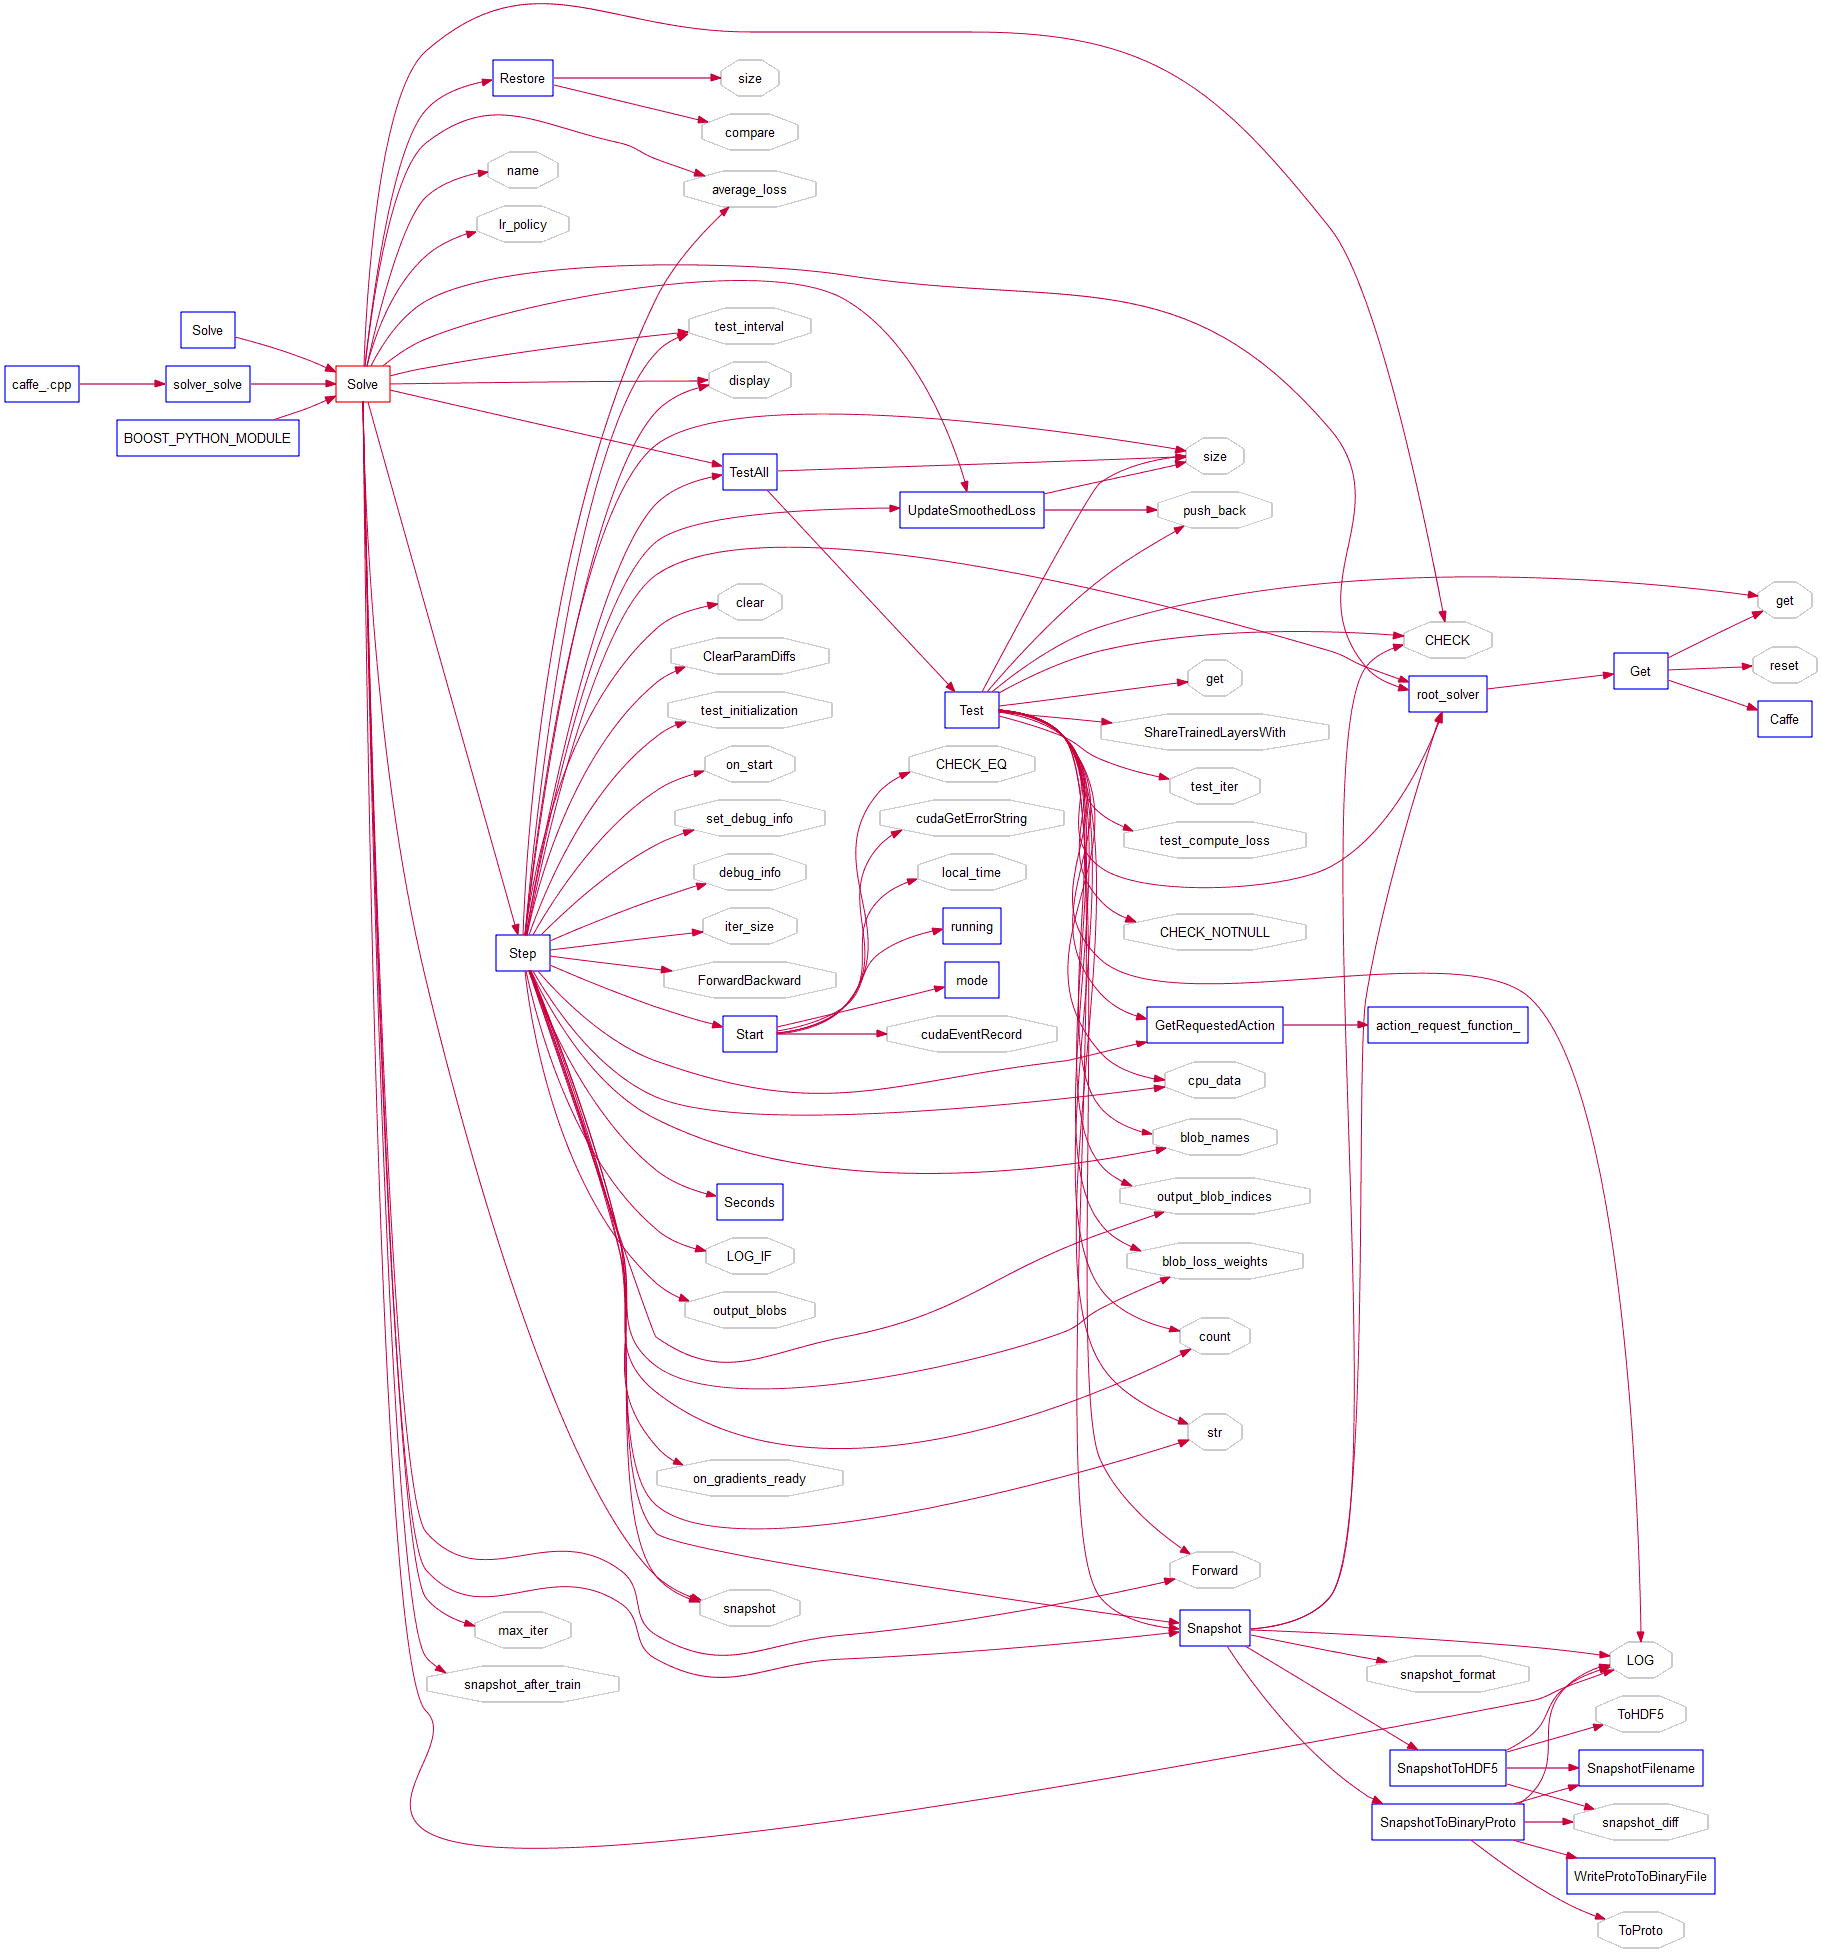 caffe_.cpp
Solve
solver_solve
BOOST_PYTHON_MODULE
Solve
Restore
name
lr_policy
Step
max_iter
snapshot_after_train
size
compare
average_loss
test_interval
display
TestAll
clear
ClearParamDiffs
test_initialization
on_start
set_debug_info
debug_info
iter_size
ForwardBackward
Start
Seconds
LOG_IF
output_blobs
on_gradients_ready
snapshot
UpdateSmoothedLoss
Test
CHECK_EQ
cudaGetErrorString
local_time
running
mode
cudaEventRecord
size
push_back
get
ShareTrainedLayersWith
test_iter
test_compute_loss
CHECK_NOTNULL
GetRequestedAction
cpu_data
blob_names
output_blob_indices
blob_loss_weights
count
str
Forward
Snapshot
CHECK
root_solver
action_request_function_
snapshot_format
SnapshotToHDF5
SnapshotToBinaryProto
Get
LOG
ToHDF5
SnapshotFilename
snapshot_diff
WriteProtoToBinaryFile
ToProto
get
reset
Caffe